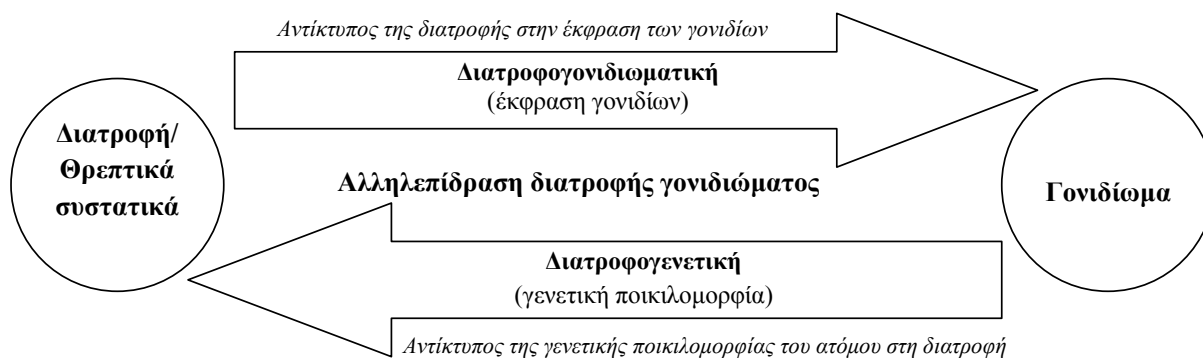 Αντίκτυπος της διατροφής στην έκφραση των γονιδίων
Διατροφογονιδιωματική
(έκφραση γονιδίων)
Διατροφή/
Θρεπτικά
συστατικά
Αλληλεπίδραση διατροφής γονιδιώματος
Γονιδίωμα
Διατροφογενετική
(γενετική ποικιλομορφία)
Αντίκτυπος της γενετικής ποικιλομορφίας του ατόμου στη διατροφή